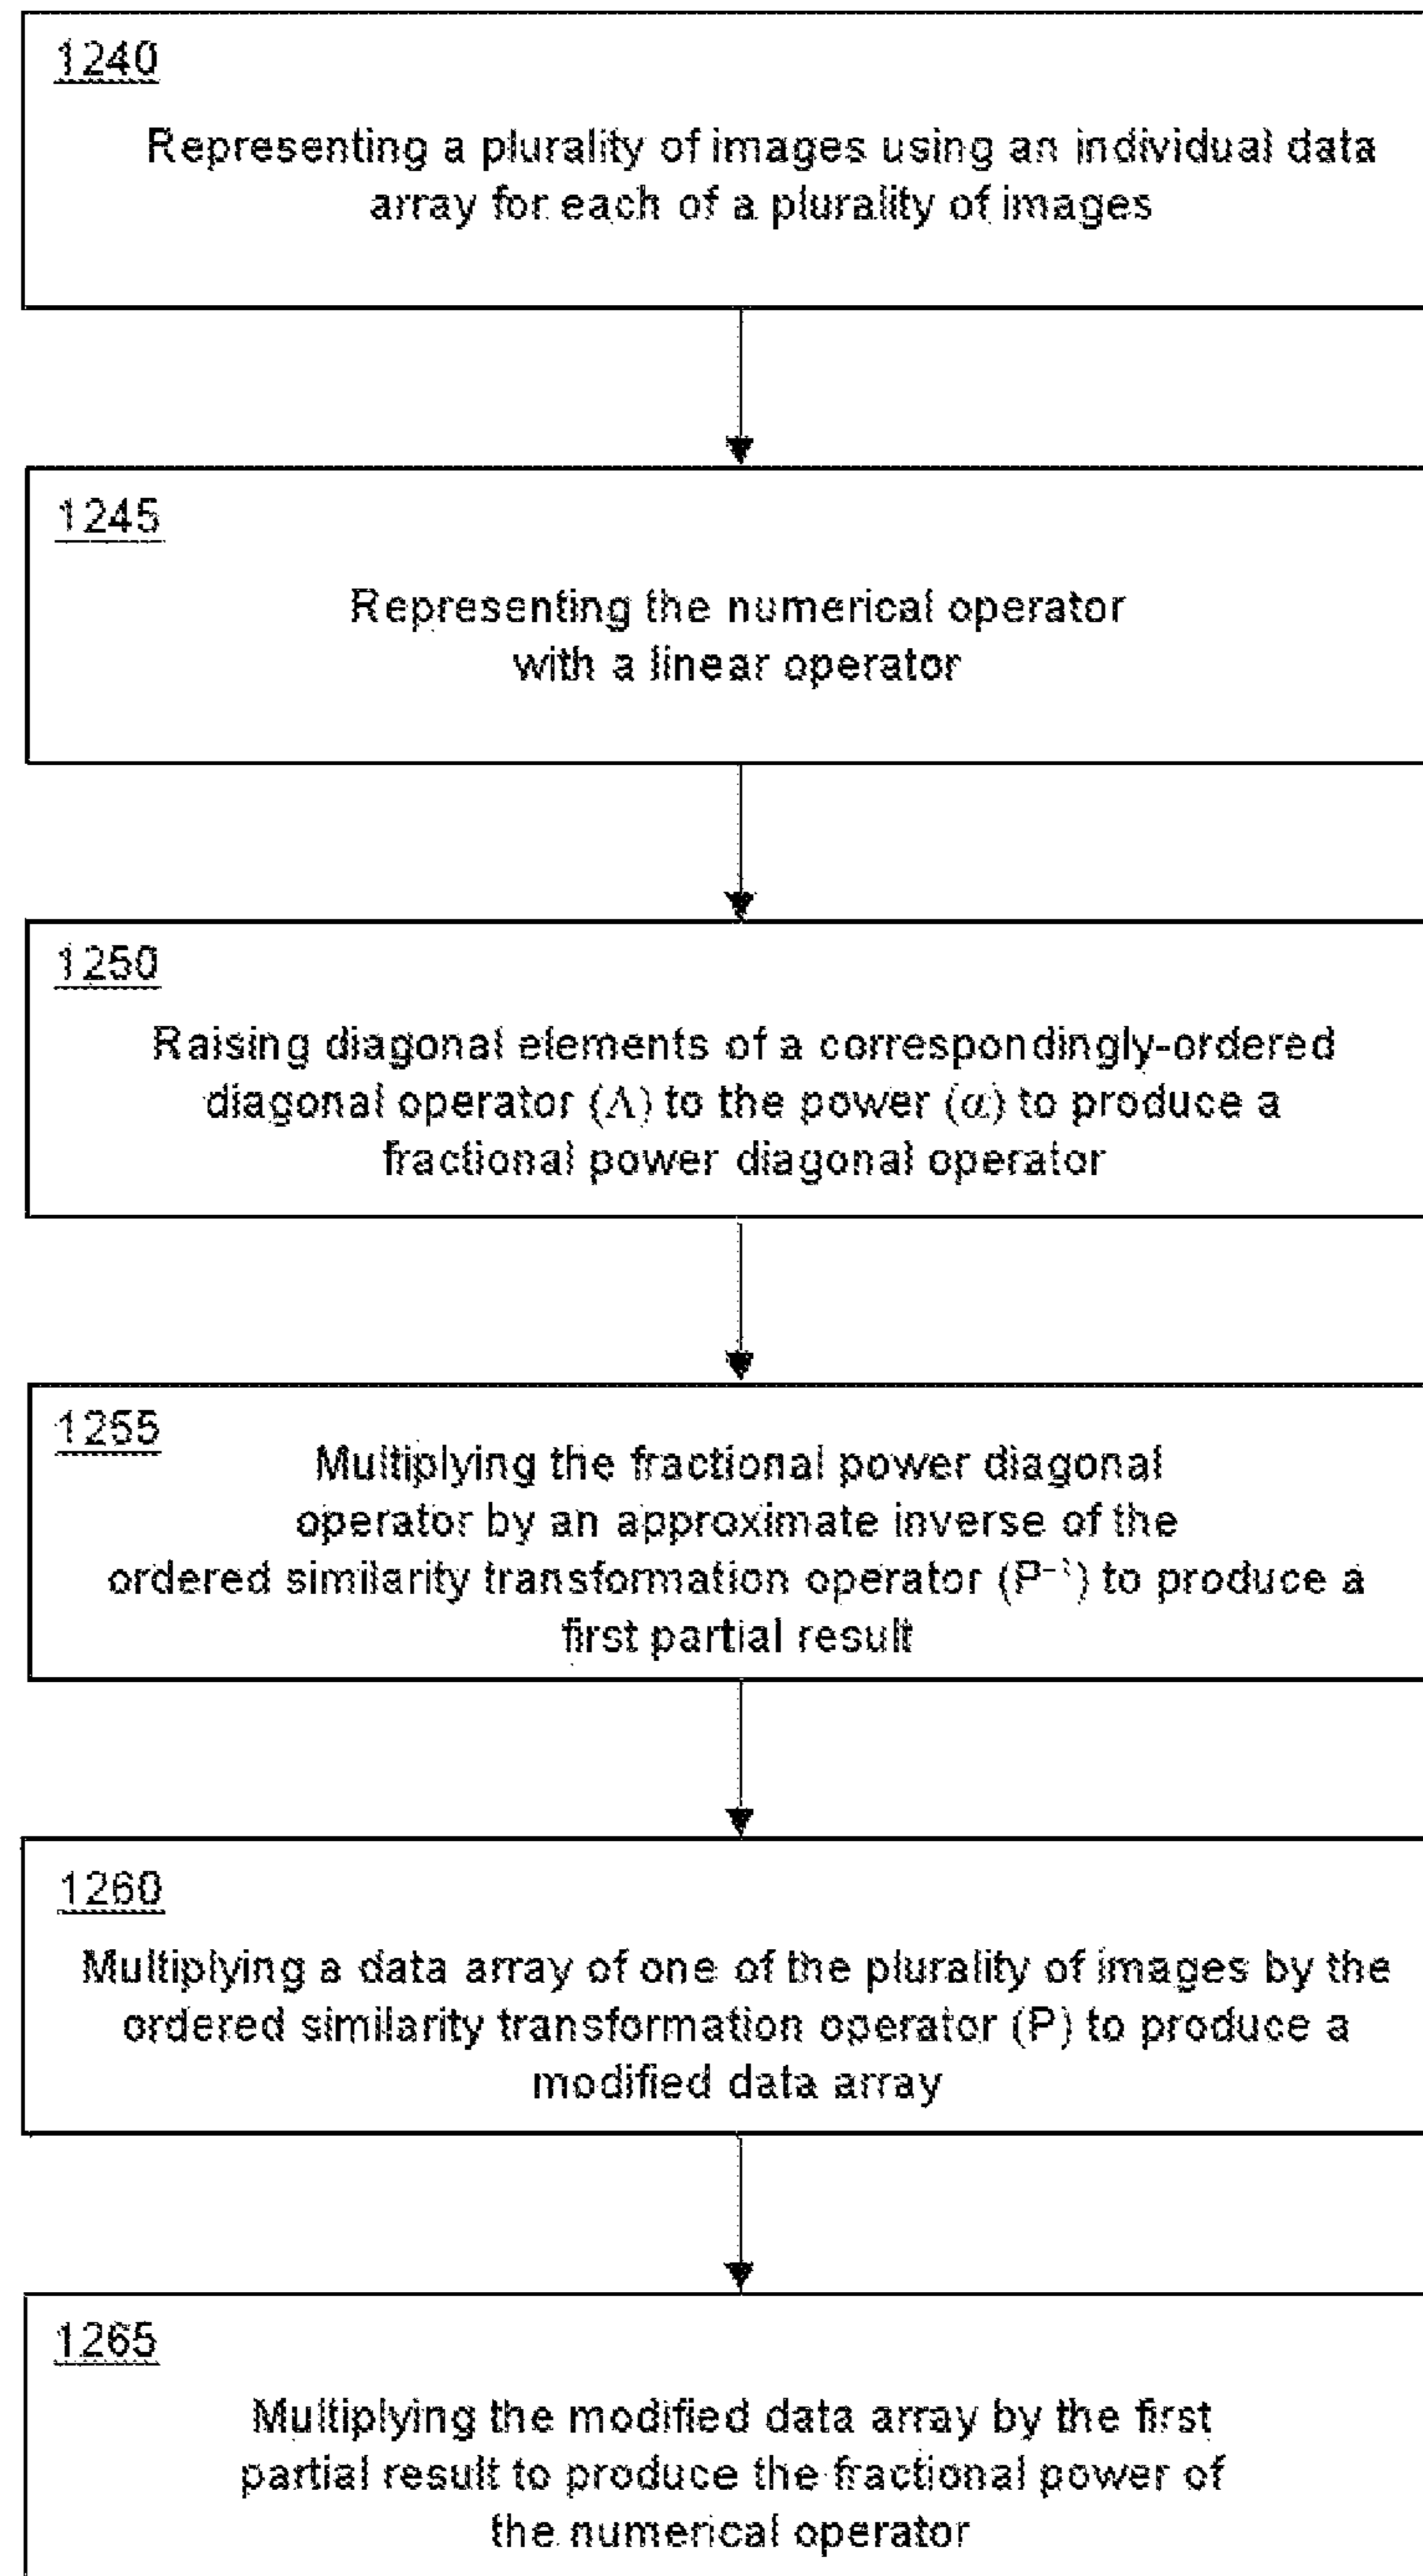 1240
Representing a plurality of images using an individual data
array for each of a plurality of images
1245
Representing the numerical operator
with a linear operator
1250
Raising diagonal elements of a correspondingly-ordered
diagonal operator (Λ) to the power (α) to produce a
fractional power diagonal operator
1255
Multiplying the fractional power diagonal
operator by an approximate inverse of the
ordered similarity transformation operator (P⁻¹) to produce a
first partial result
1260
Multiplying a data array of one of the plurality of images by the
ordered similarity transformation operator (P) to produce a
modified data array
1265
Multiplying the modified data array by the first
partial result to produce the fractional power of
the numerical operator